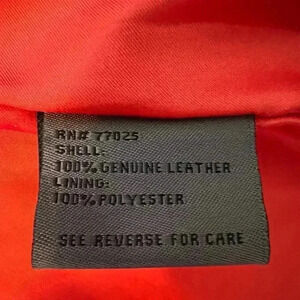 RN# 77025
SHELL:
100% GENUINE LEATHER
LINING:
100% POLYESTER
SEE REVERSE FOR CARE